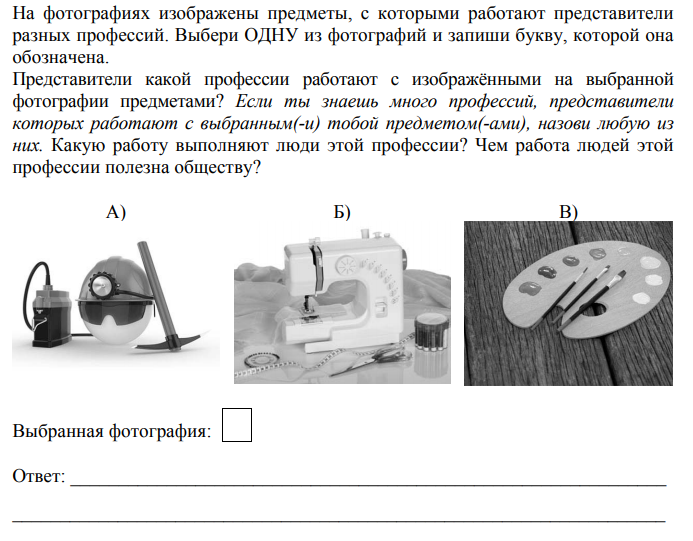 На фотографиях изображены предметы, с которыми работают представители
разных профессий. Выбери ОДНУ из фотографий и запиши букву, которой она
обозначена.
Представители какой профессии работают с изображёнными на выбранной
фотографии предметами? Если ты знаешь много профессий, представители
которых работают с выбранным(-и) тобой предметом(-ами), назови любую из
них. Какую работу выполняют люди этой профессии? Чем работа людей этой
профессии полезна обществу?
А) Б) В)
Выбранная фотография:
Ответ: